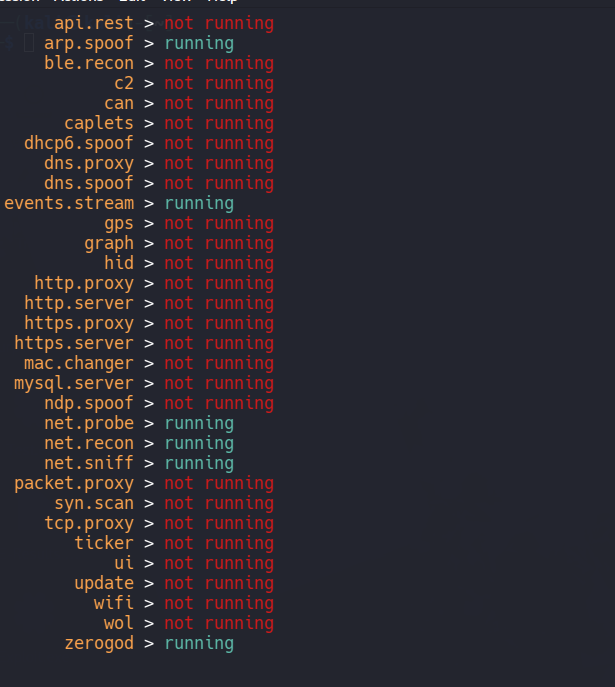 api.rest > not running
arp.spoof > running
ble.recon > not running
c2 > not running
can > not running
caplets > not running
dhcp6.spoof > not running
dns.proxy > not running
dns.spoof > not running
events.stream > running
gps > not running
graph > not running
hid > not running
http.proxy > not running
http.server > not running
https.proxy > not running
https.server > not running
mac.changer > not running
mysql.server > not running
ndp.spoof > not running
net.probe > running
net.recon > running
net.sniff > running
packet.proxy > not running
syn.scan > not running
tcp.proxy > not running
ticker > not running
ui > not running
update > not running
wifi > not running
wol > not running
zerogod > running